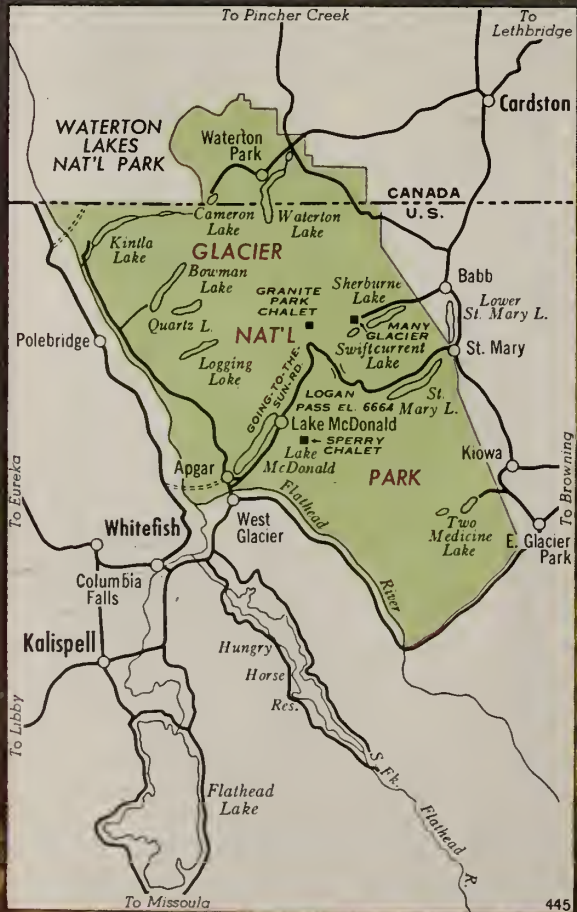 To Pincher Creek
To
Lethbridge
Cardston
WATERTON
LAKES
NAT'L PARK
Waterton
Park
CANADA
U.S.
Cameron
Lake
Waterton
Lake
Kintla
Lake
GLACIER
Bowman
Lake
GRANITE
PARK
CHALET
Sherburne
Lake
Babb
Lower
St. Mary L.
Quartz L.
NAT'L
MANY
GLACIER
Swiftcurrent
Lake
Polebridge
St. Mary
Logging
Lake
GOING-TO-THE-
SUN-RD.
LOGAN
PASS EL. 6664
St.
Mary L.
Lake McDonald
←SPERRY
CHALET
Lake
McDonald
Apgar
PARK
Kiowa
To Browning
To Eureka
Whitefish
West
Glacier
Flathead
River
Two
Medicine
Lake
E. Glacier
Park
Columbia
Falls
Kalispell
Hungry
Horse
Res.
To Libby
Flathead
Lake
S. Fk.
Flathead
R.
To Missoula
445